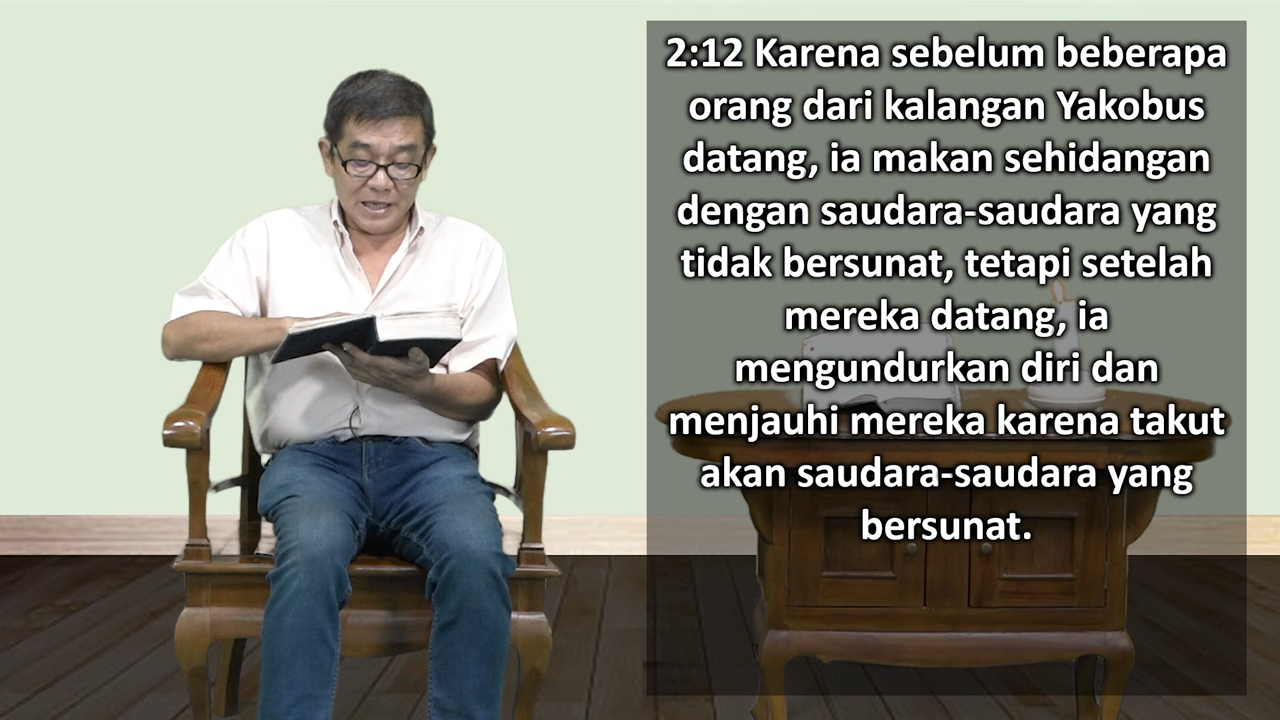 2:12 Karena sebelum beberapa
orang dari kalangan Yakobus
datang, ia makan sehidangan
dengan saudara-saudara yang
tidak bersunat, tetapi setelah
mereka datang, ia
mengundurkan diri dan
menjauhi mereka karena takut
akan saudara-saudara yang
bersunat.